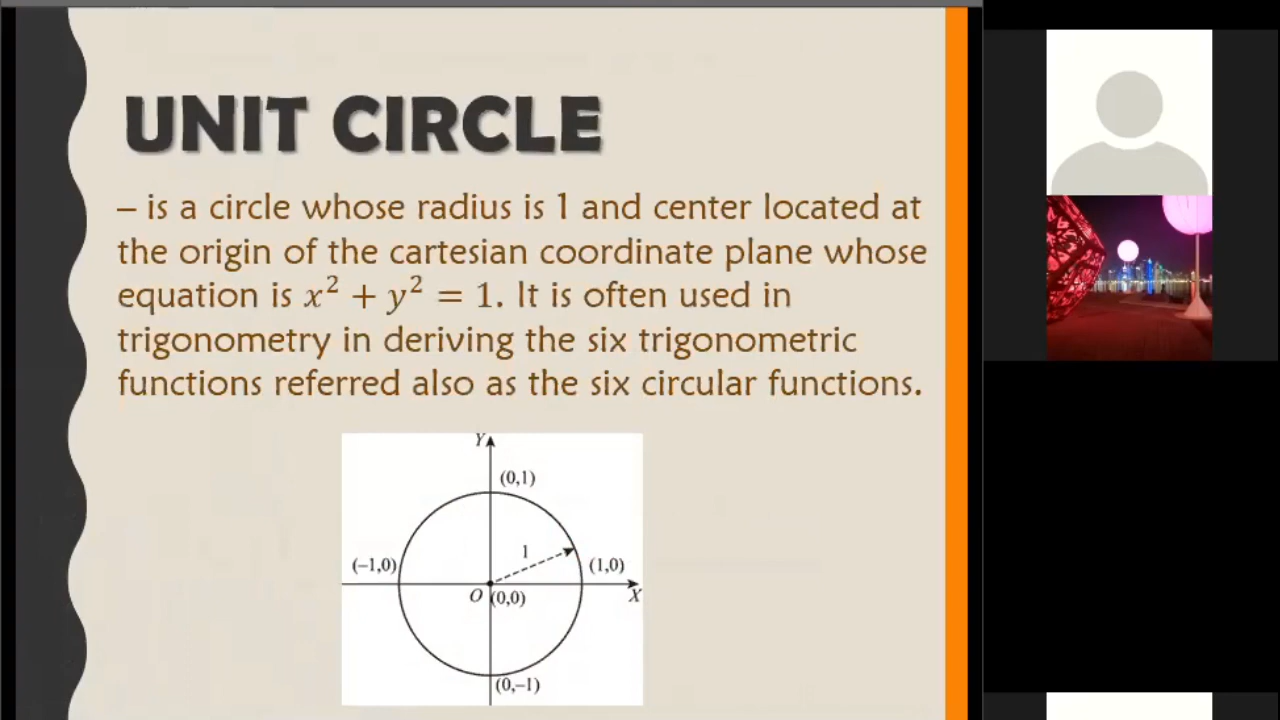 UNIT CIRCLE
– is a circle whose radius is 1 and center located at
the origin of the cartesian coordinate plane whose
equation is x² + y² = 1. It is often used in
trigonometry in deriving the six trigonometric
functions referred also as the six circular functions.
Y
(0,1)
1
(–1,0)
(1,0)
O
(0,0)
X
(0,–1)